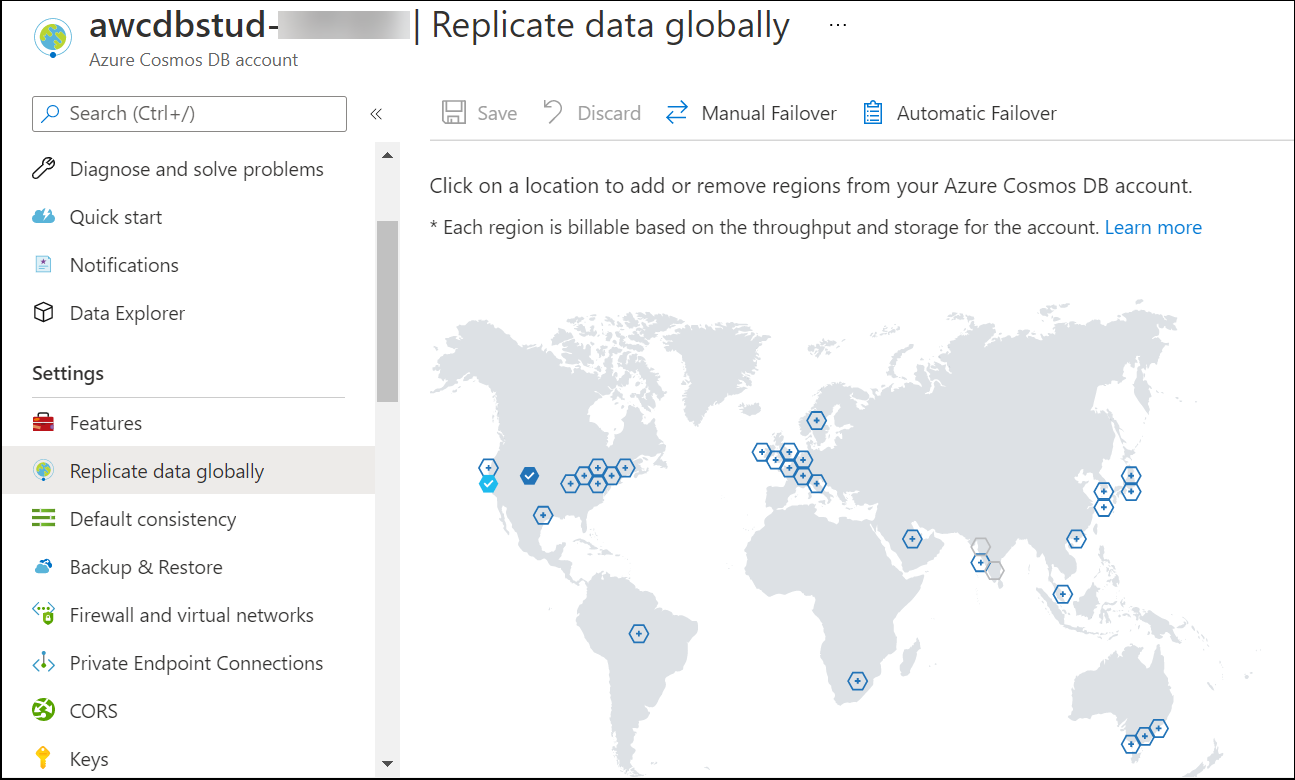 awcdbstud- | Replicate data globally ...
Azure Cosmos DB account
Search (Ctrl+/) «
Save Discard Manual Failover Automatic Failover
Diagnose and solve problems
Quick start
Notifications
Data Explorer
Settings
Features
Replicate data globally
Default consistency
Backup & Restore
Firewall and virtual networks
Private Endpoint Connections
CORS
Keys
Click on a location to add or remove regions from your Azure Cosmos DB account.
* Each region is billable based on the throughput and storage for the account. Learn more